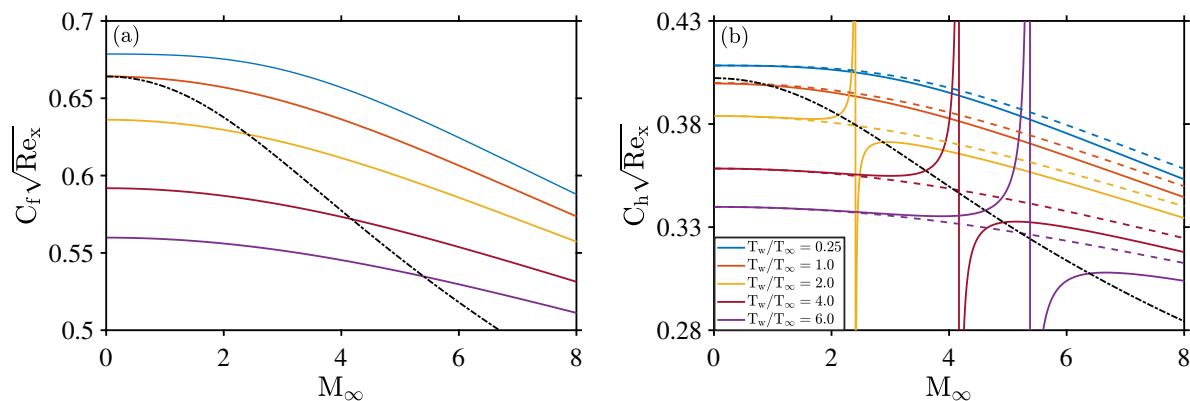 (a)
0.7
0.65
0.6
0.55
0.5
C_f√Re_x
0 2 4 6 8
M_∞
(b)
0.43
0.38
0.33
0.28
C_h√Re_x
T_w/T_∞ = 0.25
T_w/T_∞ = 1.0
T_w/T_∞ = 2.0
T_w/T_∞ = 4.0
T_w/T_∞ = 6.0
0 2 4 6 8
M_∞